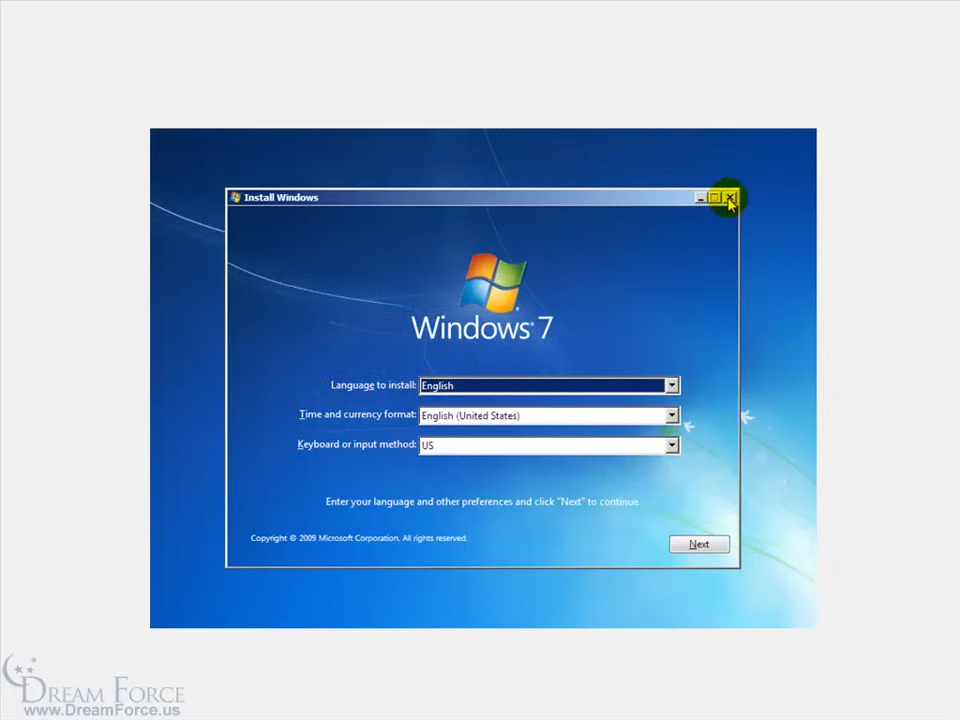 Install Windows
Windows 7
Language to install: English
Time and currency format: English (United States)
Keyboard or input method: US
Enter your language and other preferences and click "Next" to continue.
Copyright © 2009 Microsoft Corporation. All rights reserved.
Next
DREAM FORCE
www.DreamForce.us